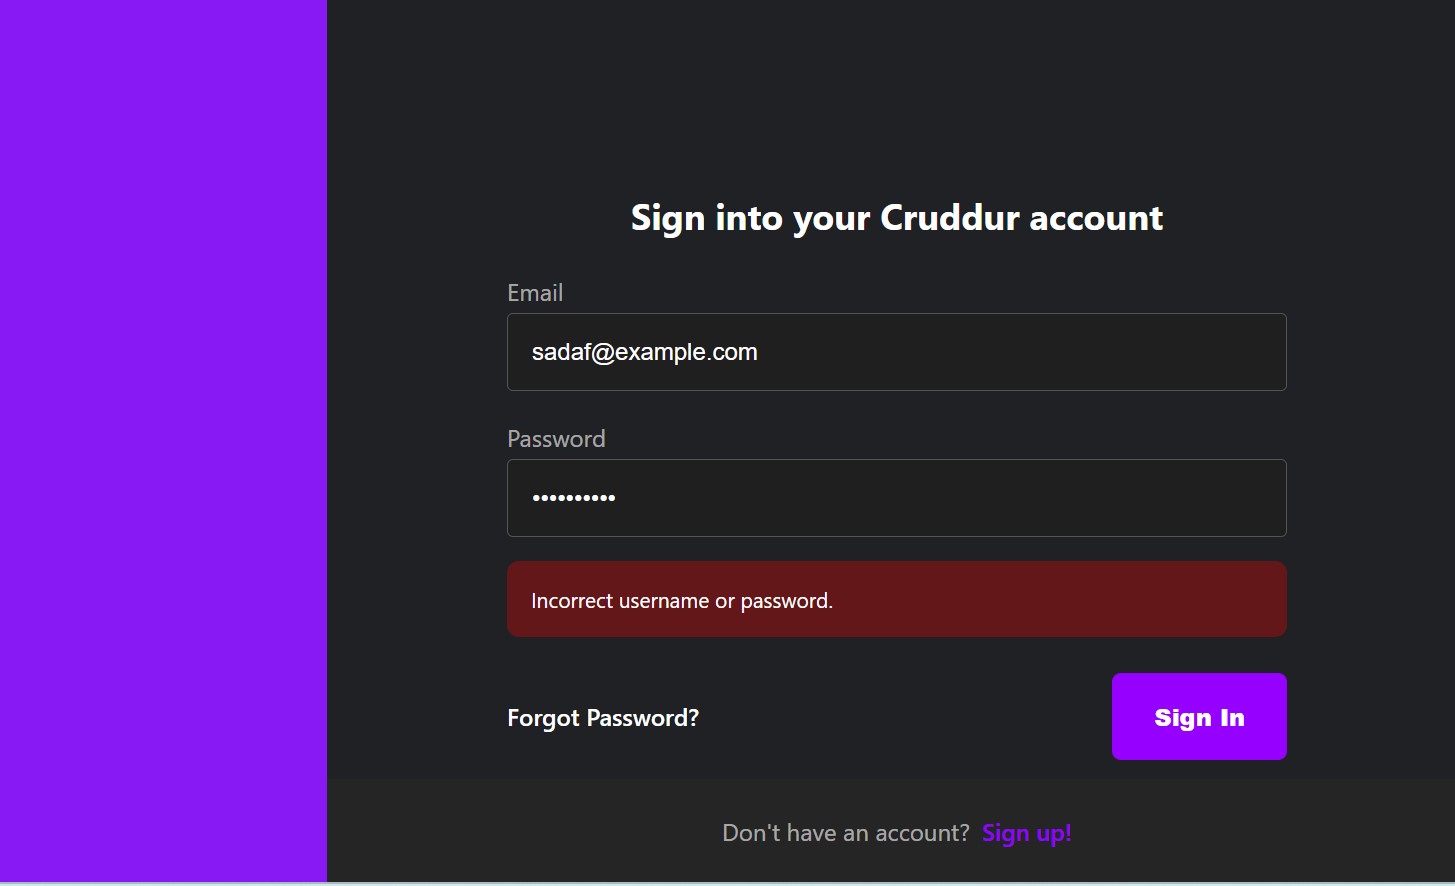 Sign into your Cruddur account
Email
sadaf@example.com
Password
••••••••••
Incorrect username or password.
Forgot Password?
Sign In
Don't have an account? Sign up!